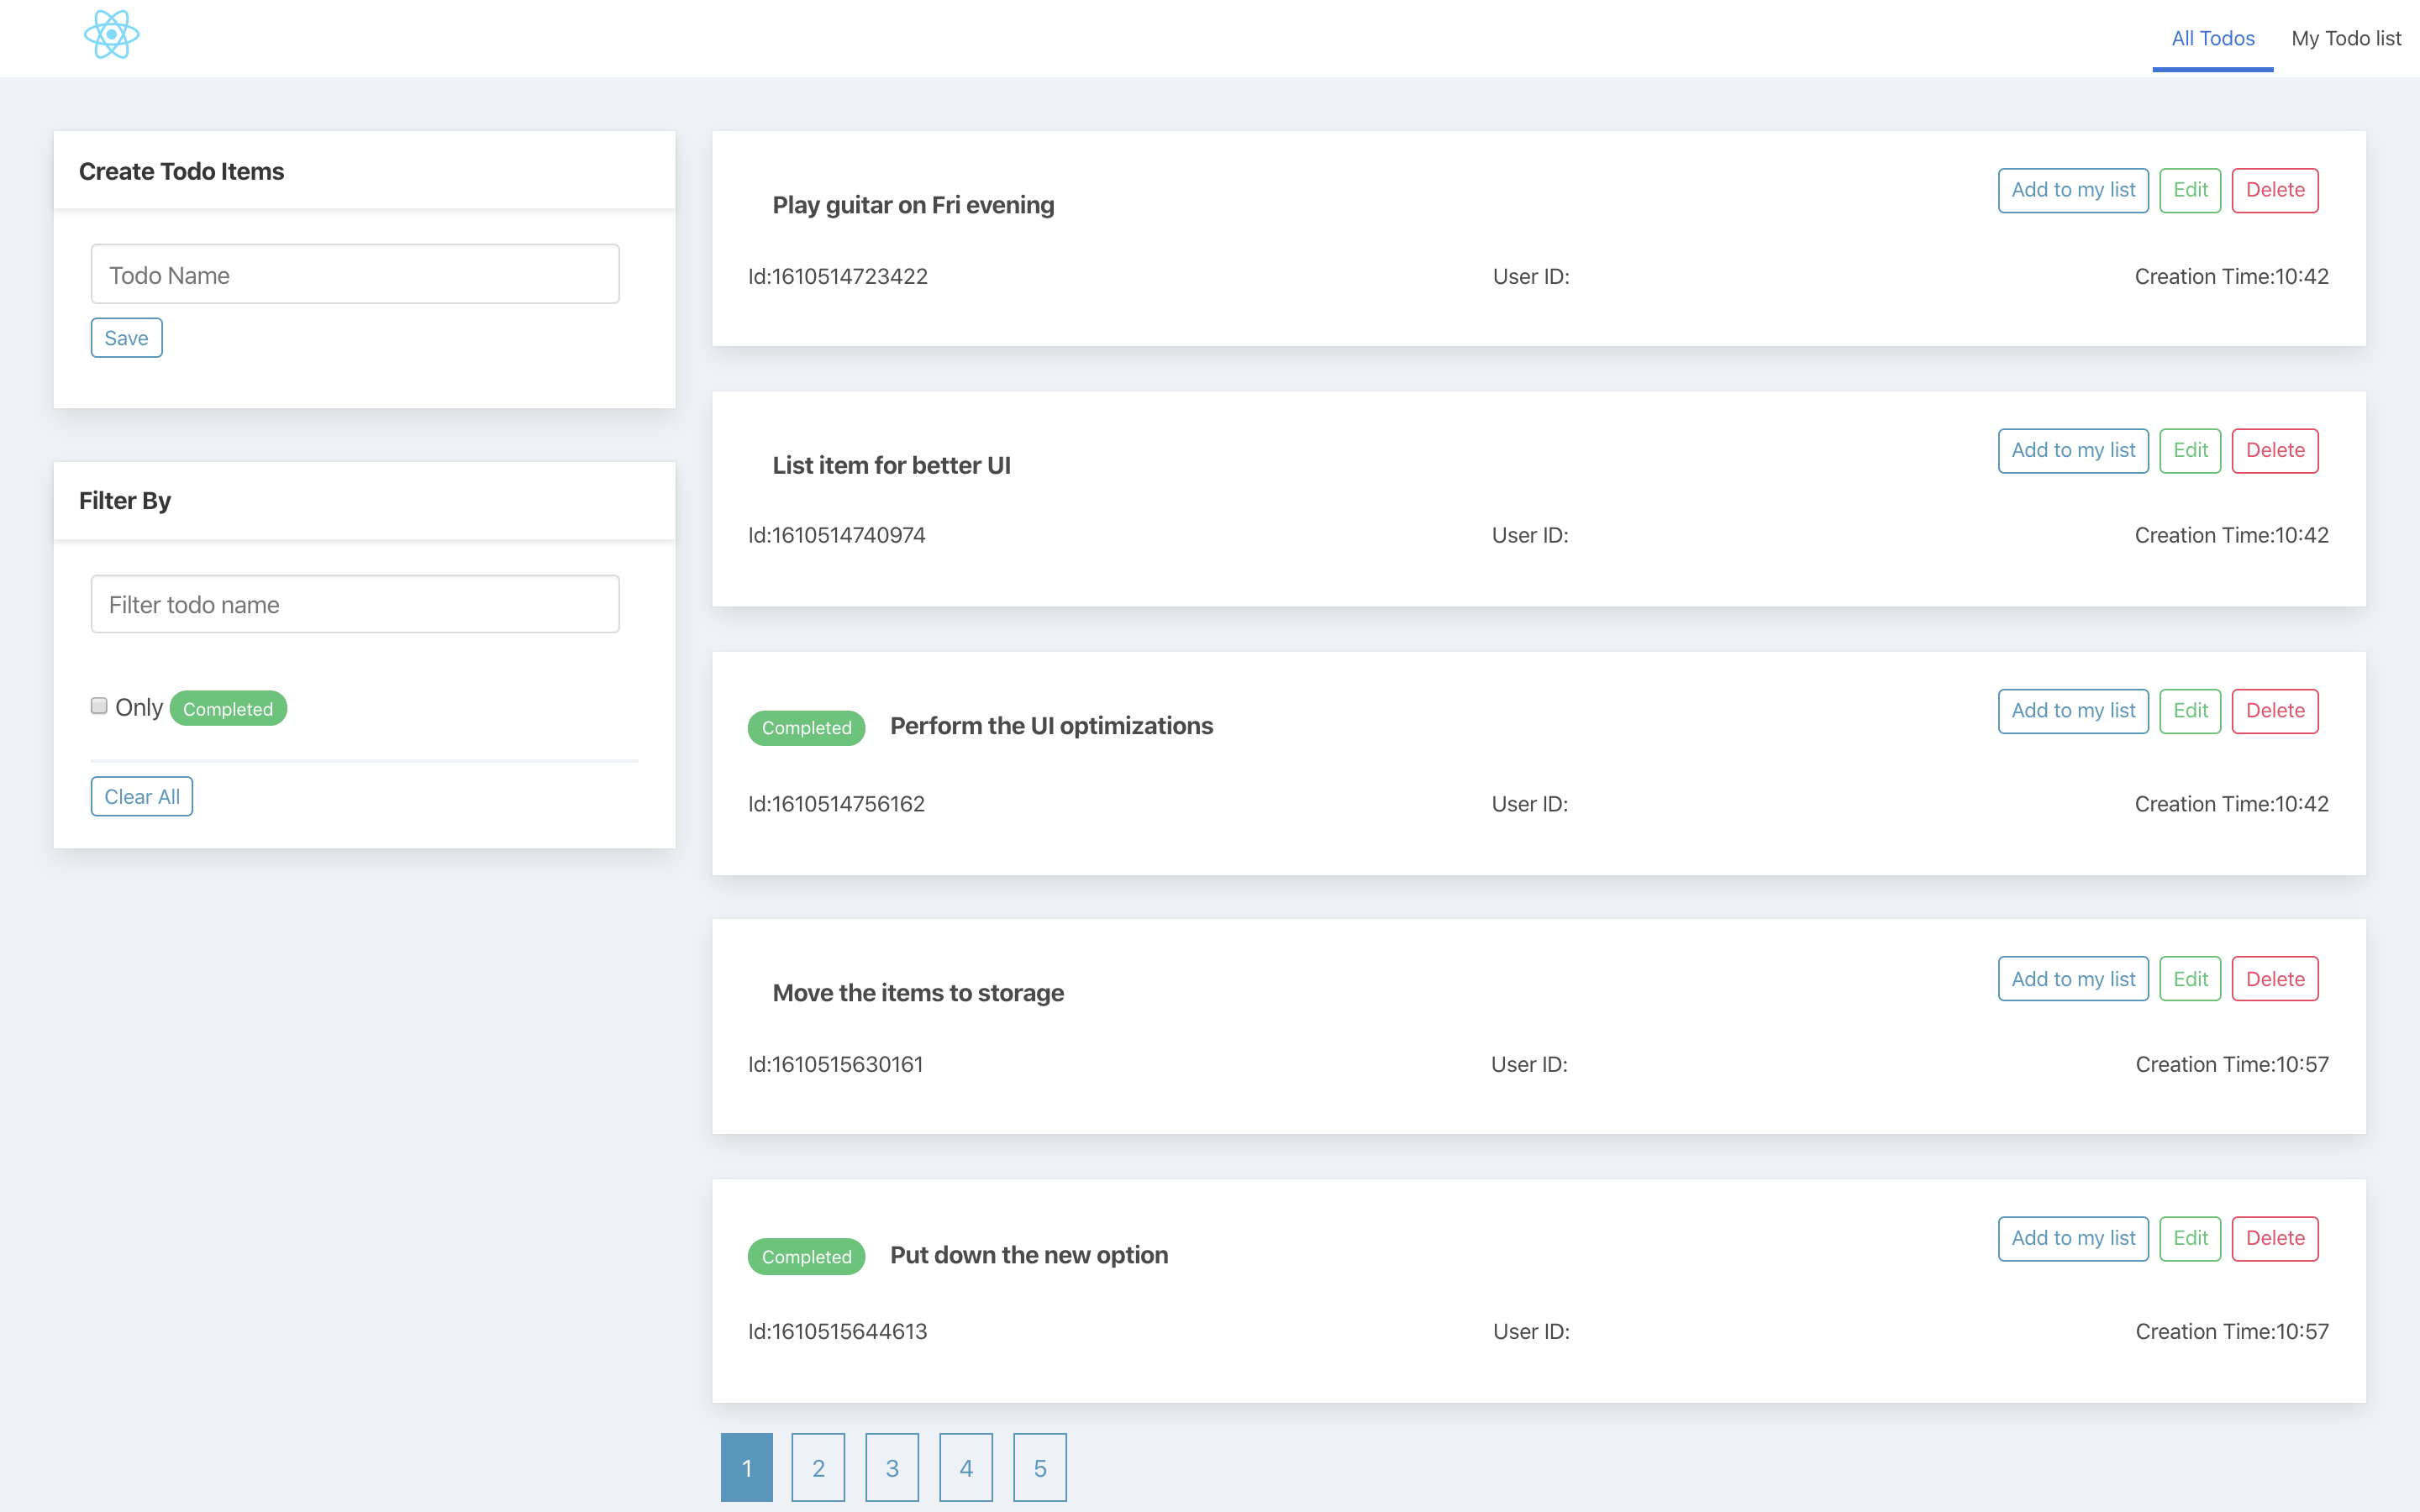 All Todos My Todo list
Create Todo Items
Todo Name
Save
Filter By
Filter todo name
Only Completed
Clear All
Play guitar on Fri evening
Add to my list Edit Delete
Id:1610514723422 User ID: Creation Time:10:42
List item for better UI
Add to my list Edit Delete
Id:1610514740974 User ID: Creation Time:10:42
Completed Perform the UI optimizations
Add to my list Edit Delete
Id:1610514756162 User ID: Creation Time:10:42
Move the items to storage
Add to my list Edit Delete
Id:1610515630161 User ID: Creation Time:10:57
Completed Put down the new option
Add to my list Edit Delete
Id:1610515644613 User ID: Creation Time:10:57
1 2 3 4 5